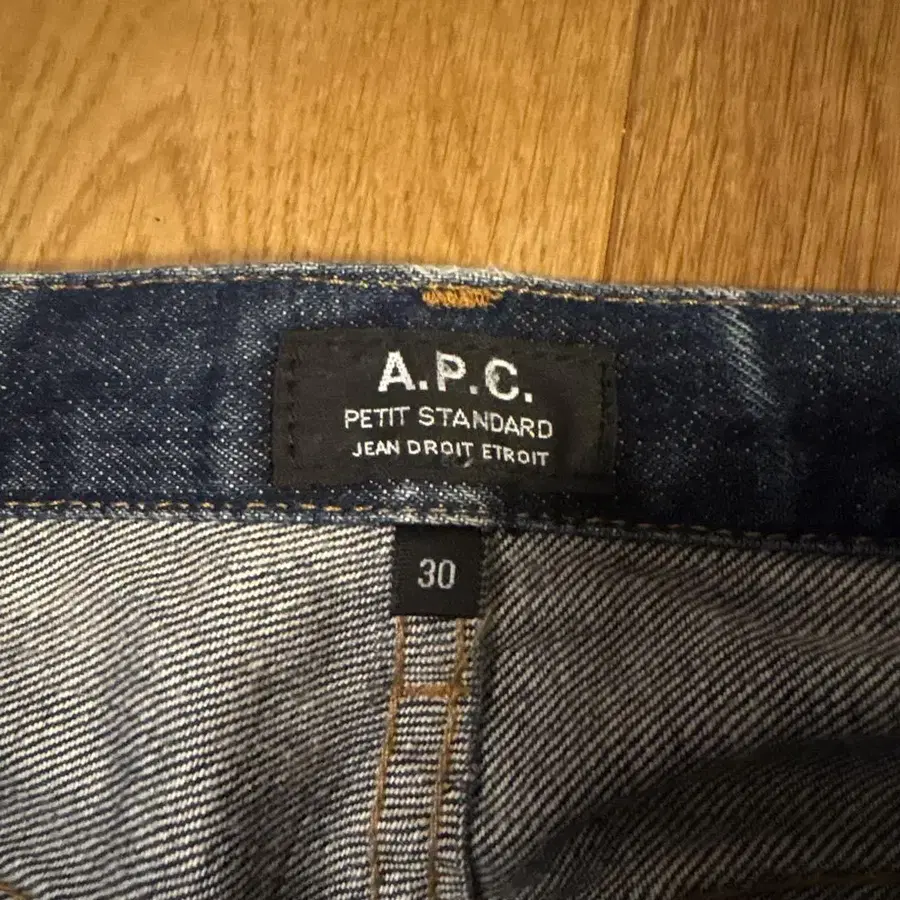 A.P.C.
PETIT STANDARD
JEAN DROIT ETROIT
30